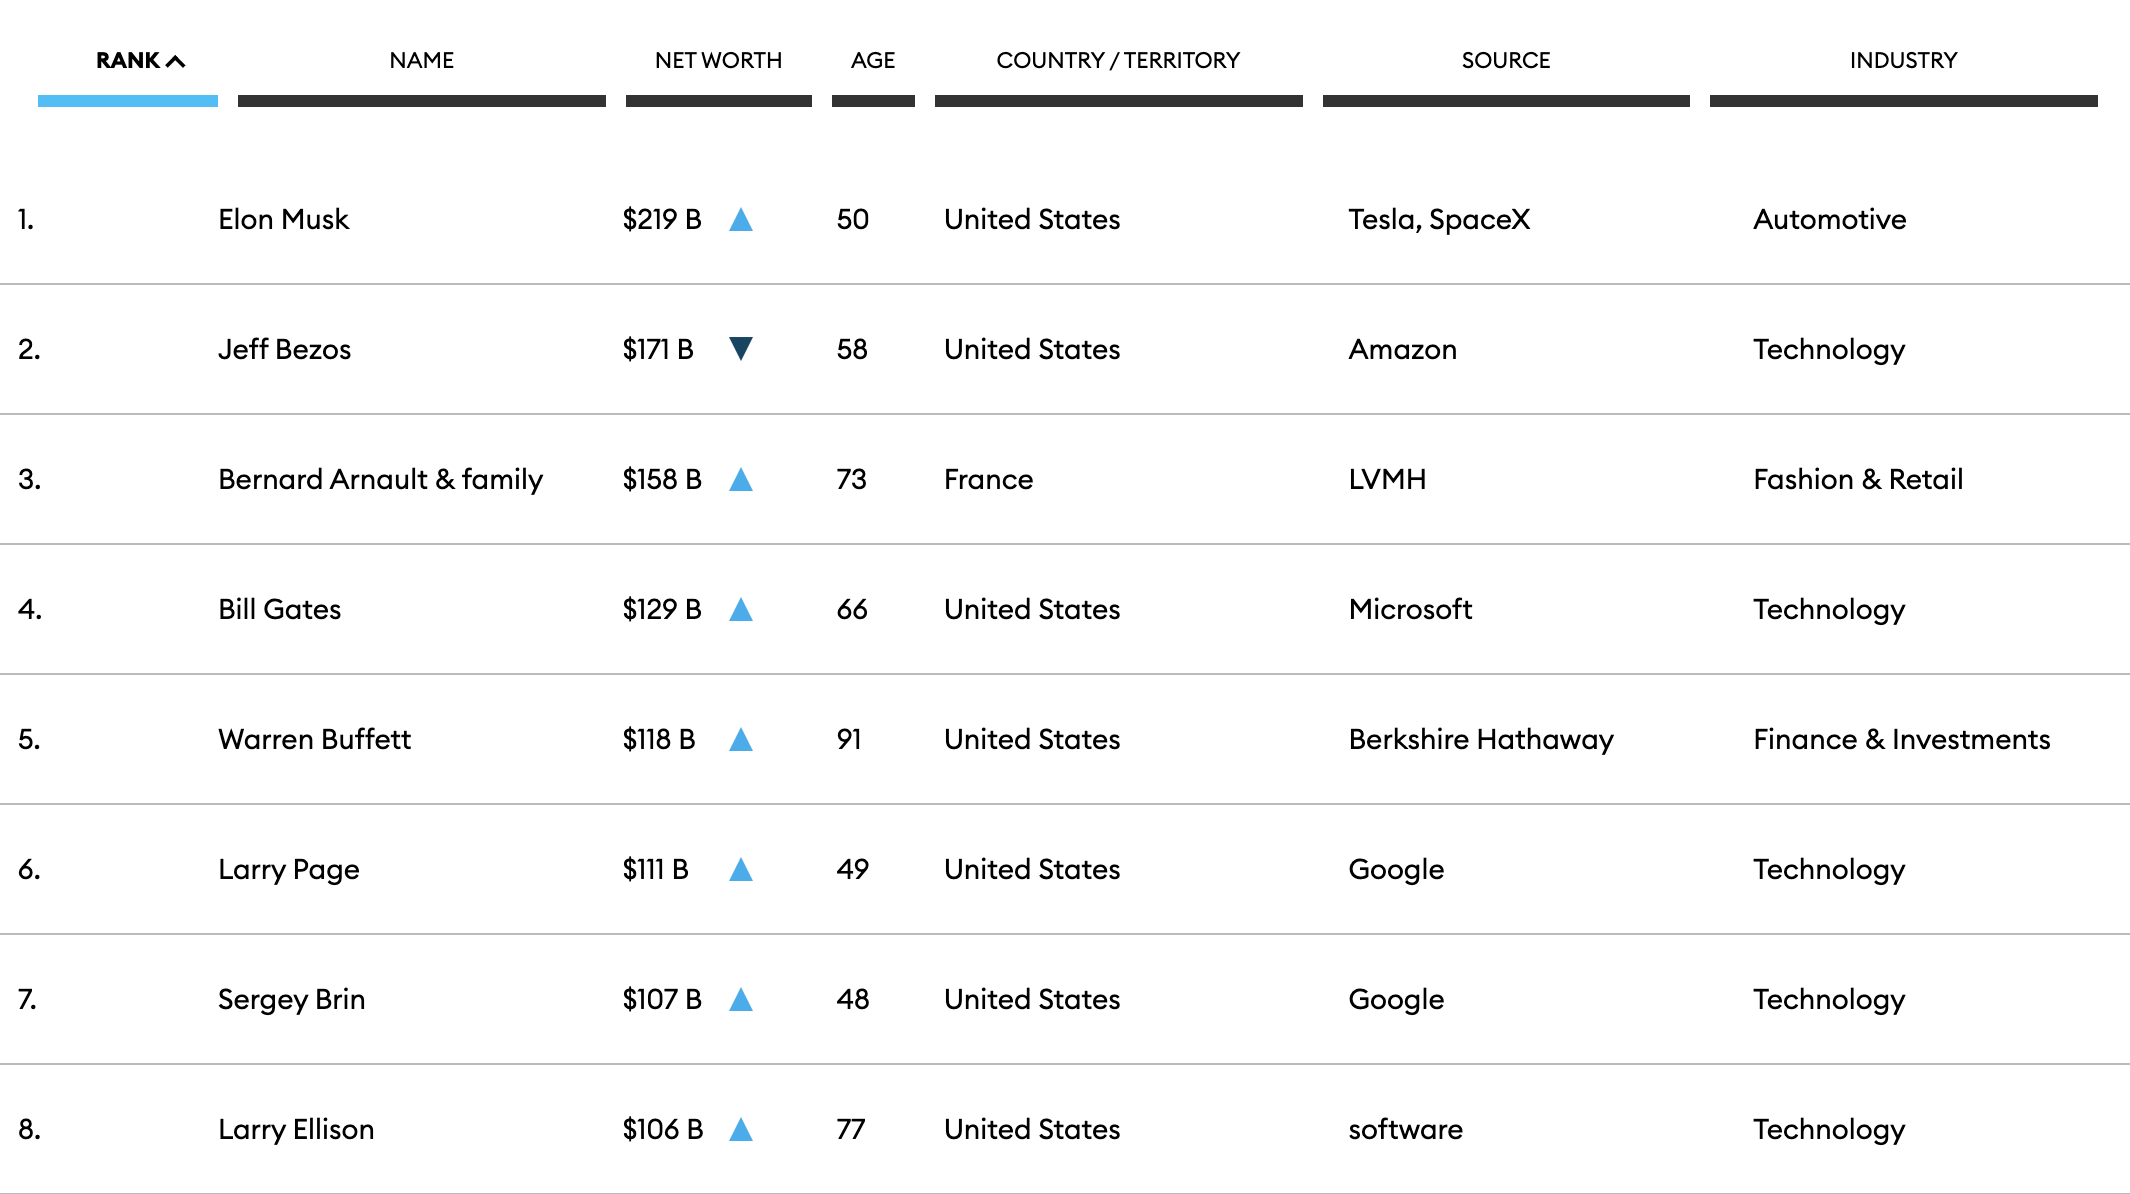 RANK NAME NET WORTH AGE COUNTRY / TERRITORY SOURCE INDUSTRY
1. Elon Musk $219 B 50 United States Tesla, SpaceX Automotive
2. Jeff Bezos $171 B 58 United States Amazon Technology
3. Bernard Arnault & family $158 B 73 France LVMH Fashion & Retail
4. Bill Gates $129 B 66 United States Microsoft Technology
5. Warren Buffett $118 B 91 United States Berkshire Hathaway Finance & Investments
6. Larry Page $111 B 49 United States Google Technology
7. Sergey Brin $107 B 48 United States Google Technology
8. Larry Ellison $106 B 77 United States software Technology